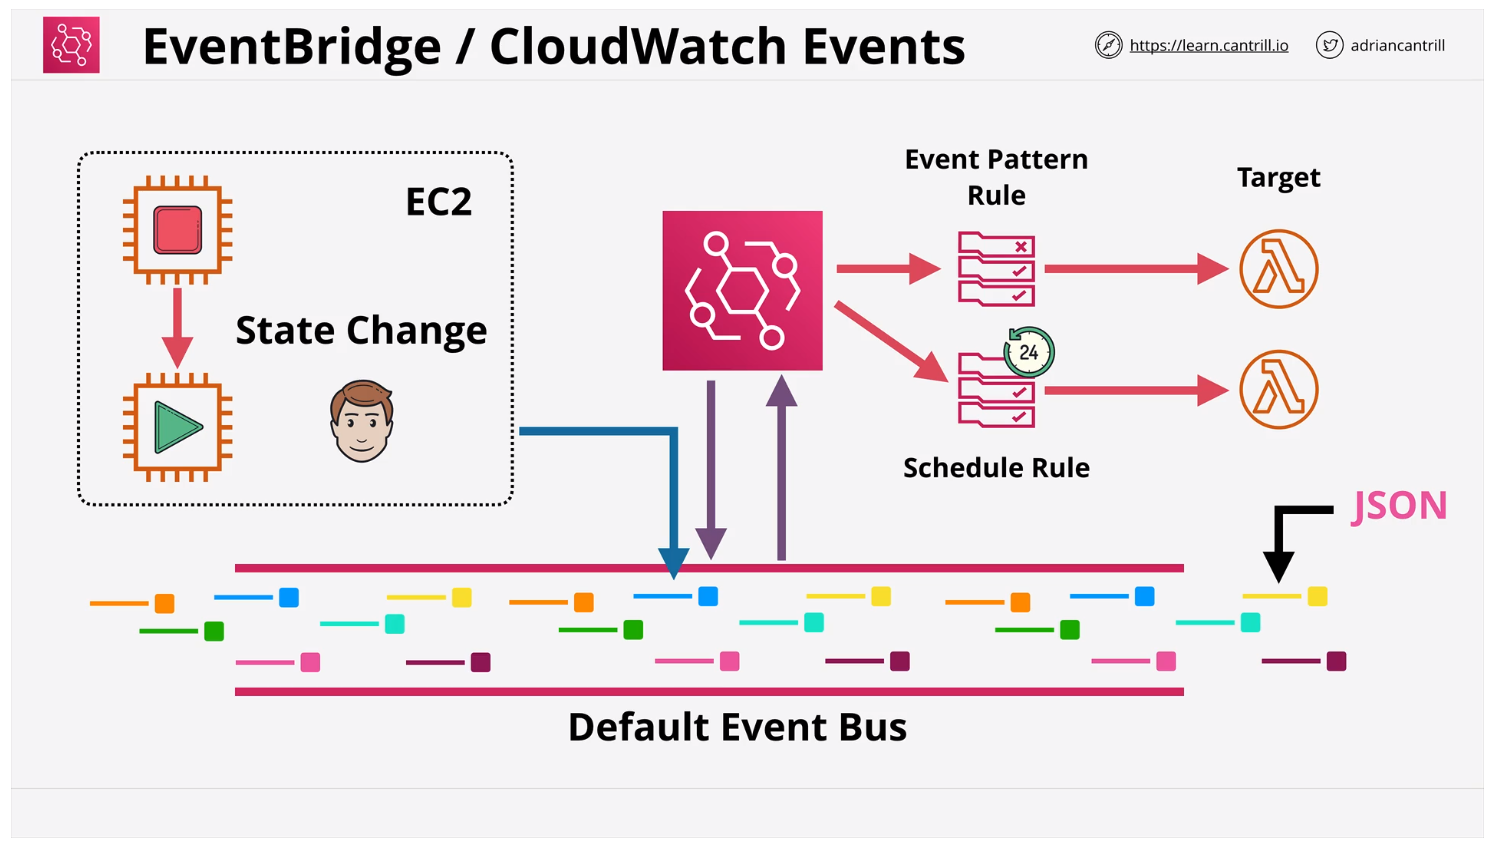 EventBridge / CloudWatch Events
https://learn.cantrill.io
adriancantrill
EC2
State Change
Event Pattern
Rule
Target
24
Schedule Rule
JSON
Default Event Bus